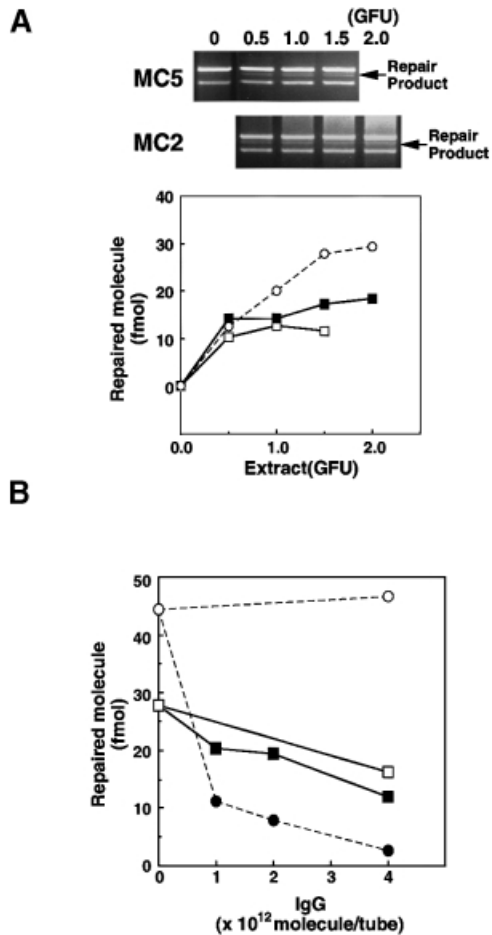 A
(GFU)
0 0.5 1.0 1.5 2.0
MC5
Repair
Product
MC2
Repair
Product
40
30
20
10
0
Repaired molecule
(fmol)
0.0 1.0 2.0
Extract(GFU)
B
50
40
30
20
10
0
Repaired molecule
(fmol)
0 1 2 3 4
IgG
(x 10¹² molecule/tube)